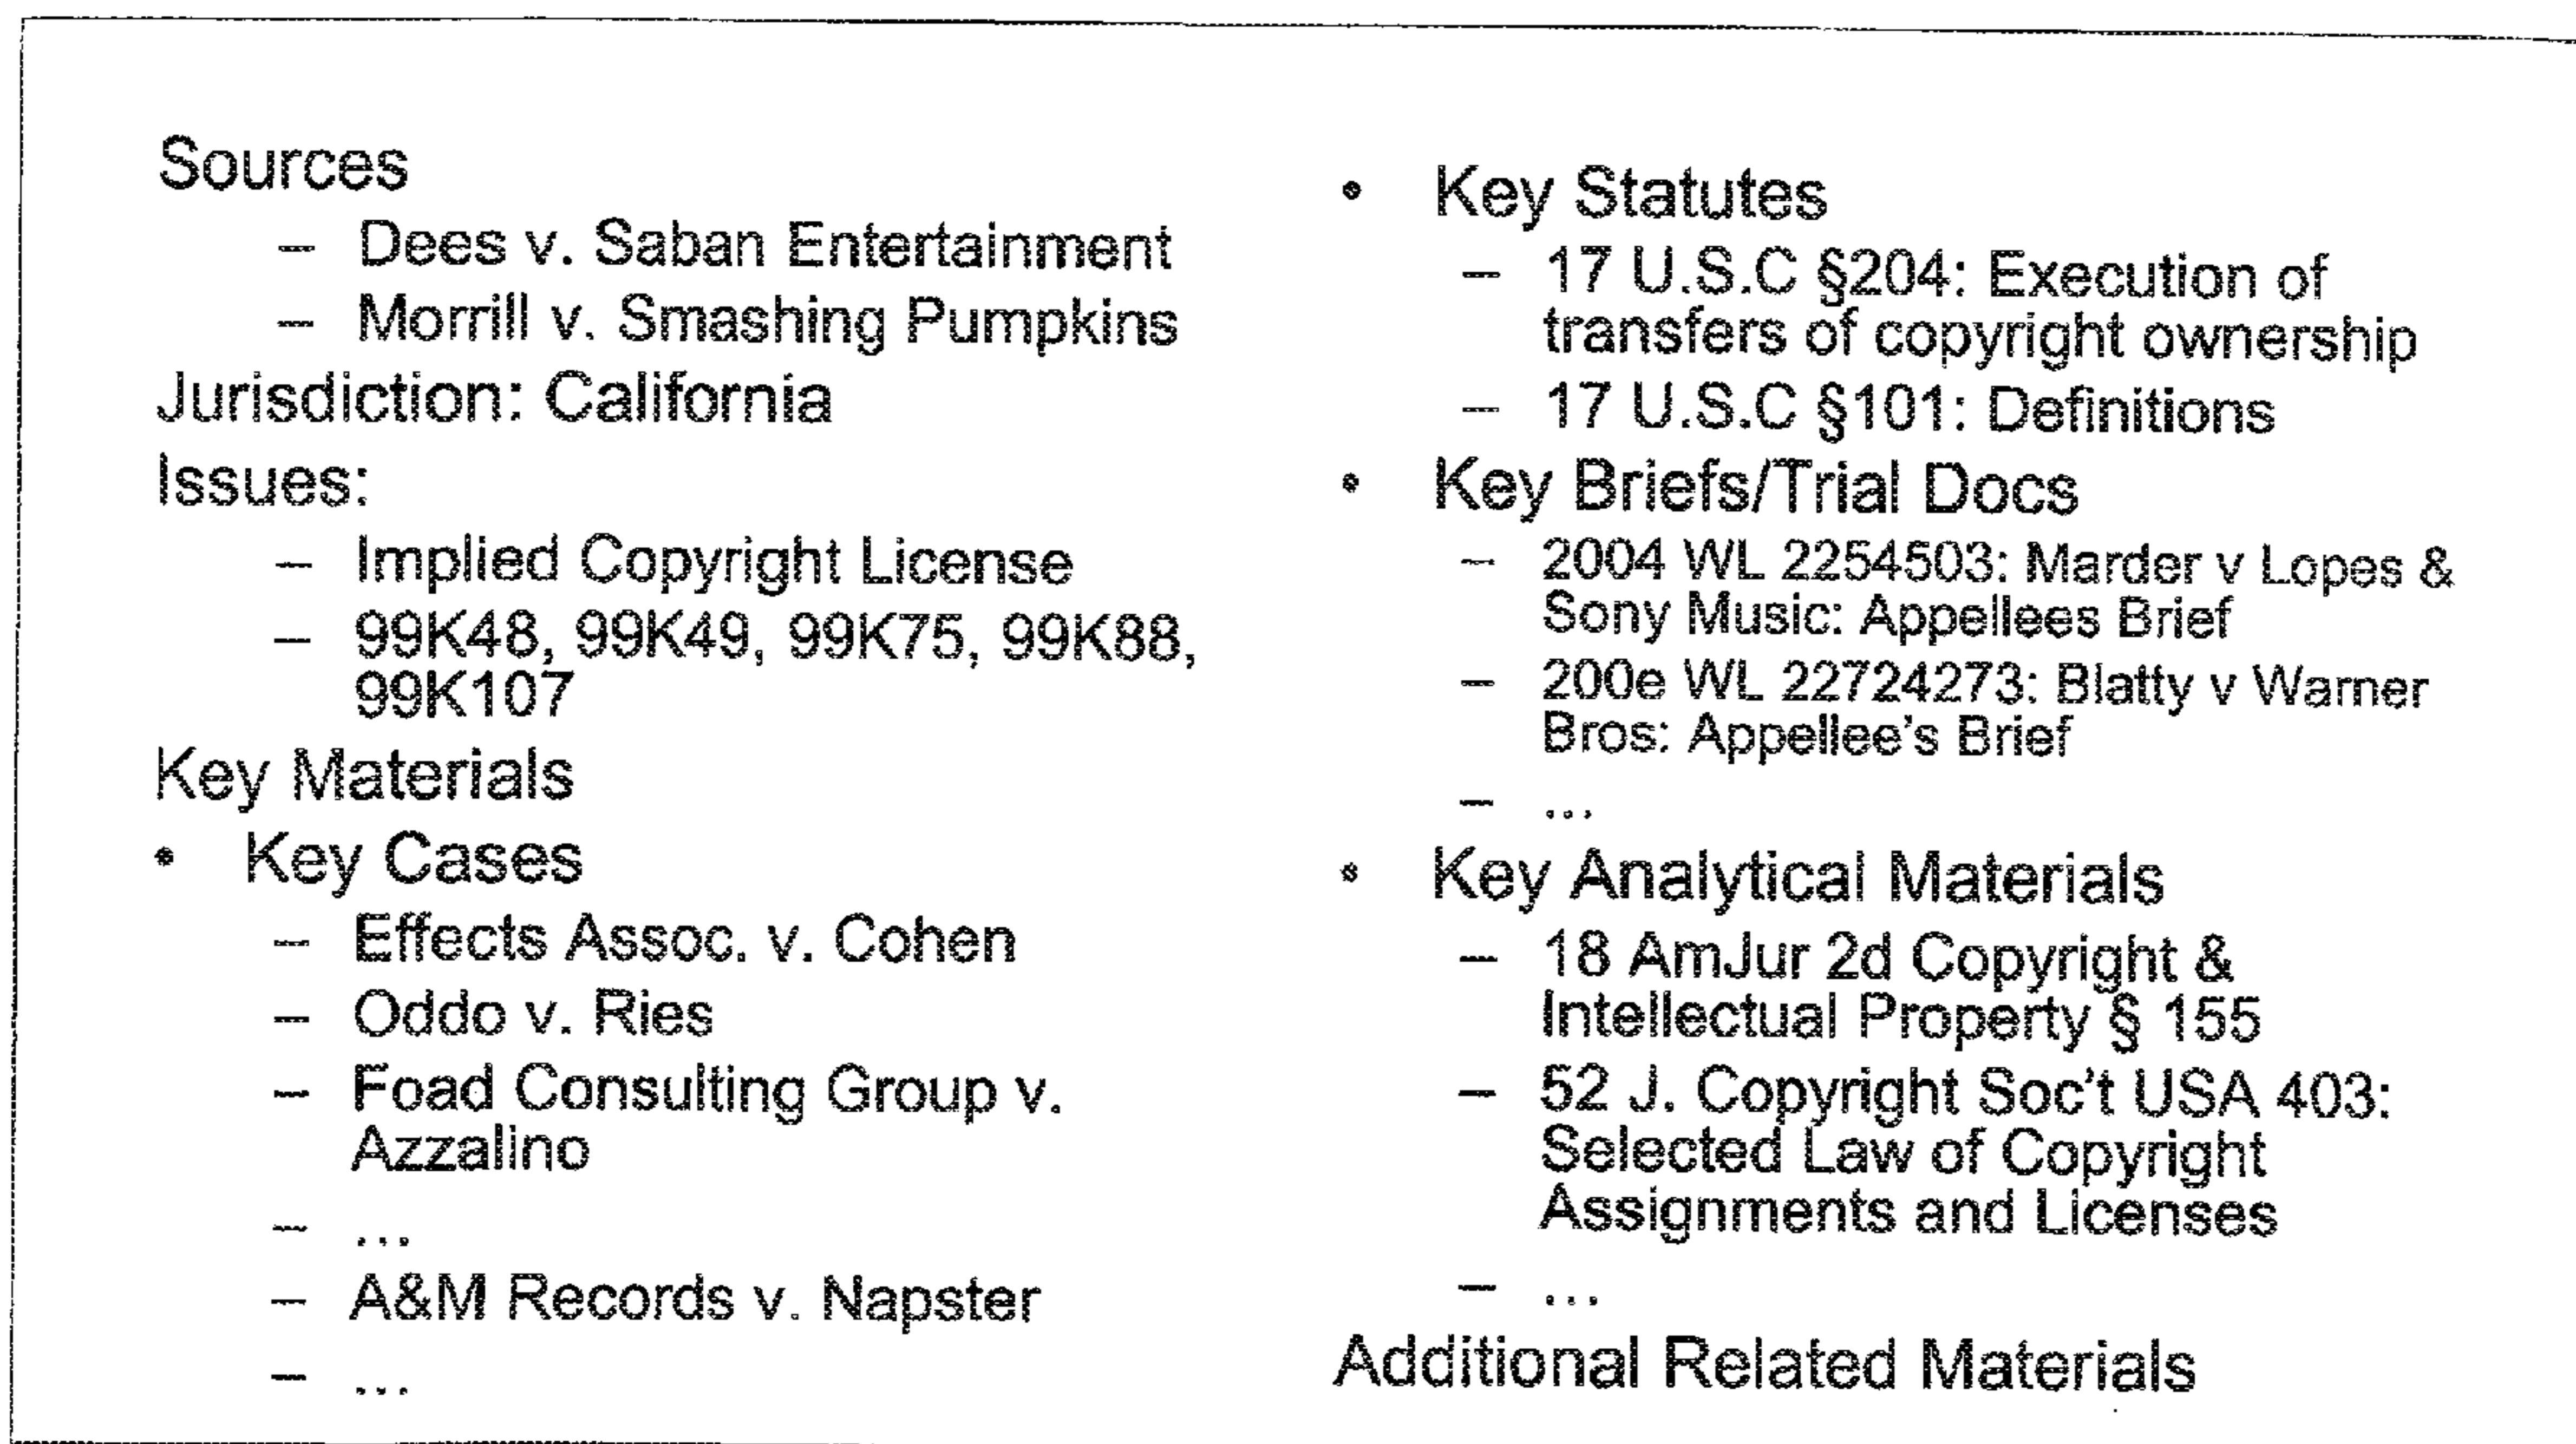 Sources
– Dees v. Saban Entertainment
– Morrill v. Smashing Pumpkins
Jurisdiction: California
Issues:
– Implied Copyright License
– 99K48, 99K49, 99K75, 99K88,
99K107
Key Materials
• Key Cases
– Effects Assoc. v. Cohen
– Oddo v. Ries
– Foad Consulting Group v.
Azzalino
– ...
– A&M Records v. Napster
– ...
• Key Statutes
– 17 U.S.C §204: Execution of
transfers of copyright ownership
– 17 U.S.C §101: Definitions
• Key Briefs/Trial Docs
– 2004 WL 2254503: Marder v Lopes &
Sony Music: Appellees Brief
– 200e WL 22724273: Blatty v Warner
Bros: Appellee's Brief
– ...
• Key Analytical Materials
– 18 AmJur 2d Copyright &
Intellectual Property § 155
– 52 J. Copyright Soc't USA 403:
Selected Law of Copyright
Assignments and Licenses
– ...
Additional Related Materials